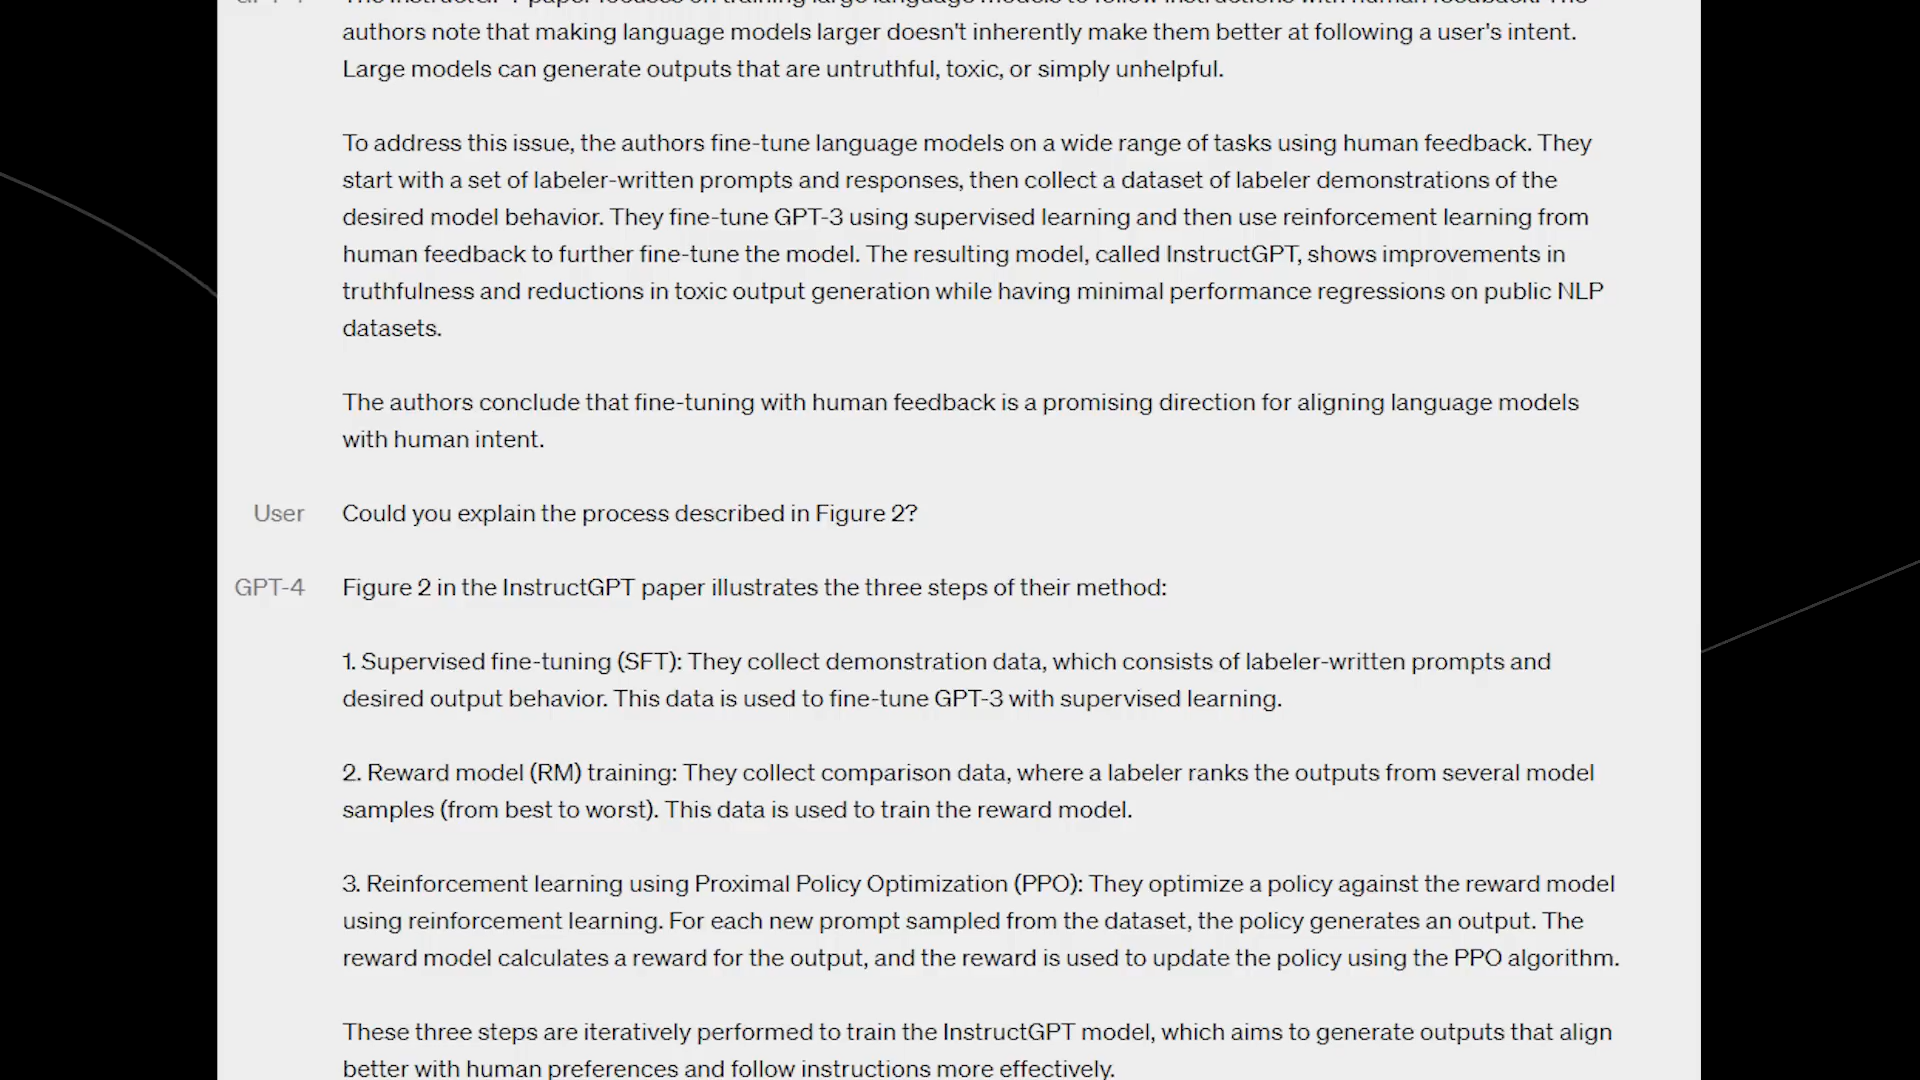 authors note that making language models larger doesn't inherently make them better at following a user's intent.
Large models can generate outputs that are untruthful, toxic, or simply unhelpful.
To address this issue, the authors fine-tune language models on a wide range of tasks using human feedback. They
start with a set of labeler-written prompts and responses, then collect a dataset of labeler demonstrations of the
desired model behavior. They fine-tune GPT-3 using supervised learning and then use reinforcement learning from
human feedback to further fine-tune the model. The resulting model, called InstructGPT, shows improvements in
truthfulness and reductions in toxic output generation while having minimal performance regressions on public NLP
datasets.
The authors conclude that fine-tuning with human feedback is a promising direction for aligning language models
with human intent.
User Could you explain the process described in Figure 2?
GPT-4 Figure 2 in the InstructGPT paper illustrates the three steps of their method:
1. Supervised fine-tuning (SFT): They collect demonstration data, which consists of labeler-written prompts and
desired output behavior. This data is used to fine-tune GPT-3 with supervised learning.
2. Reward model (RM) training: They collect comparison data, where a labeler ranks the outputs from several model
samples (from best to worst). This data is used to train the reward model.
3. Reinforcement learning using Proximal Policy Optimization (PPO): They optimize a policy against the reward model
using reinforcement learning. For each new prompt sampled from the dataset, the policy generates an output. The
reward model calculates a reward for the output, and the reward is used to update the policy using the PPO algorithm.
These three steps are iteratively performed to train the InstructGPT model, which aims to generate outputs that align
better with human preferences and follow instructions more effectively.